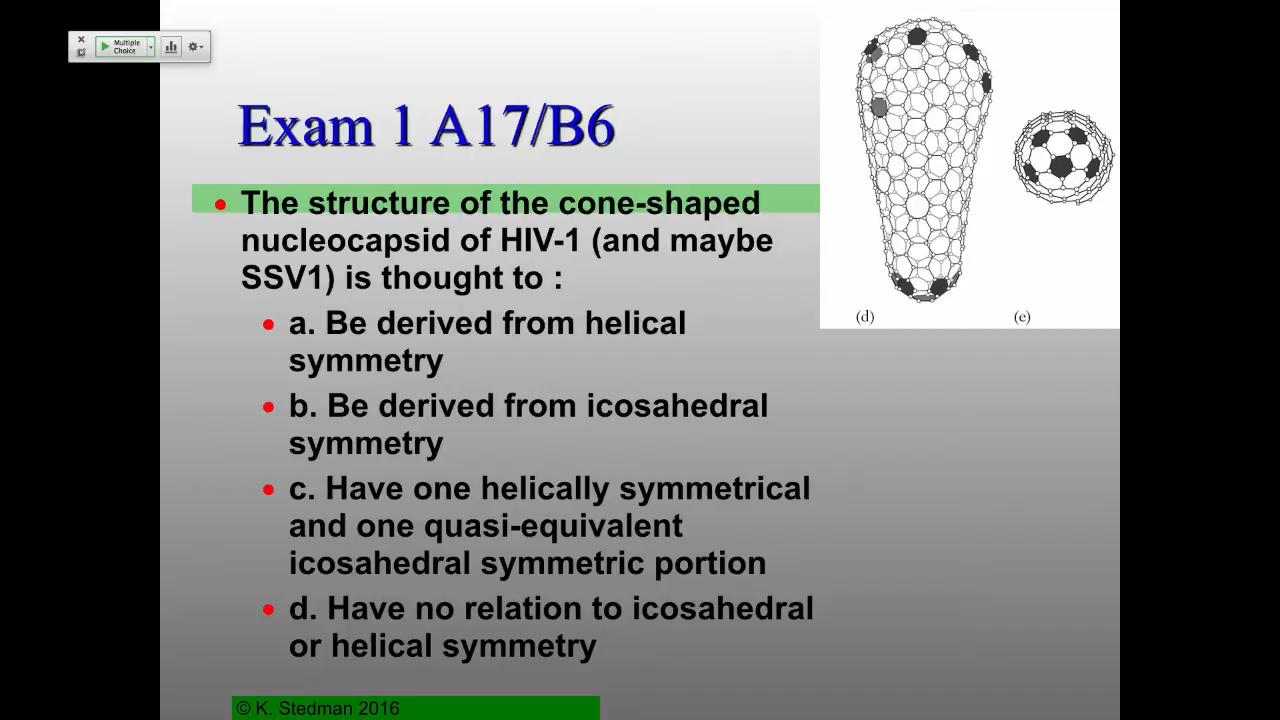 Multiple
Choice
Exam 1 A17/B6
The structure of the cone-shaped
nucleocapsid of HIV-1 (and maybe
SSV1) is thought to :
a. Be derived from helical
symmetry
b. Be derived from icosahedral
symmetry
c. Have one helically symmetrical
and one quasi-equivalent
icosahedral symmetric portion
d. Have no relation to icosahedral
or helical symmetry
(d)
(e)
© K. Stedman 2016